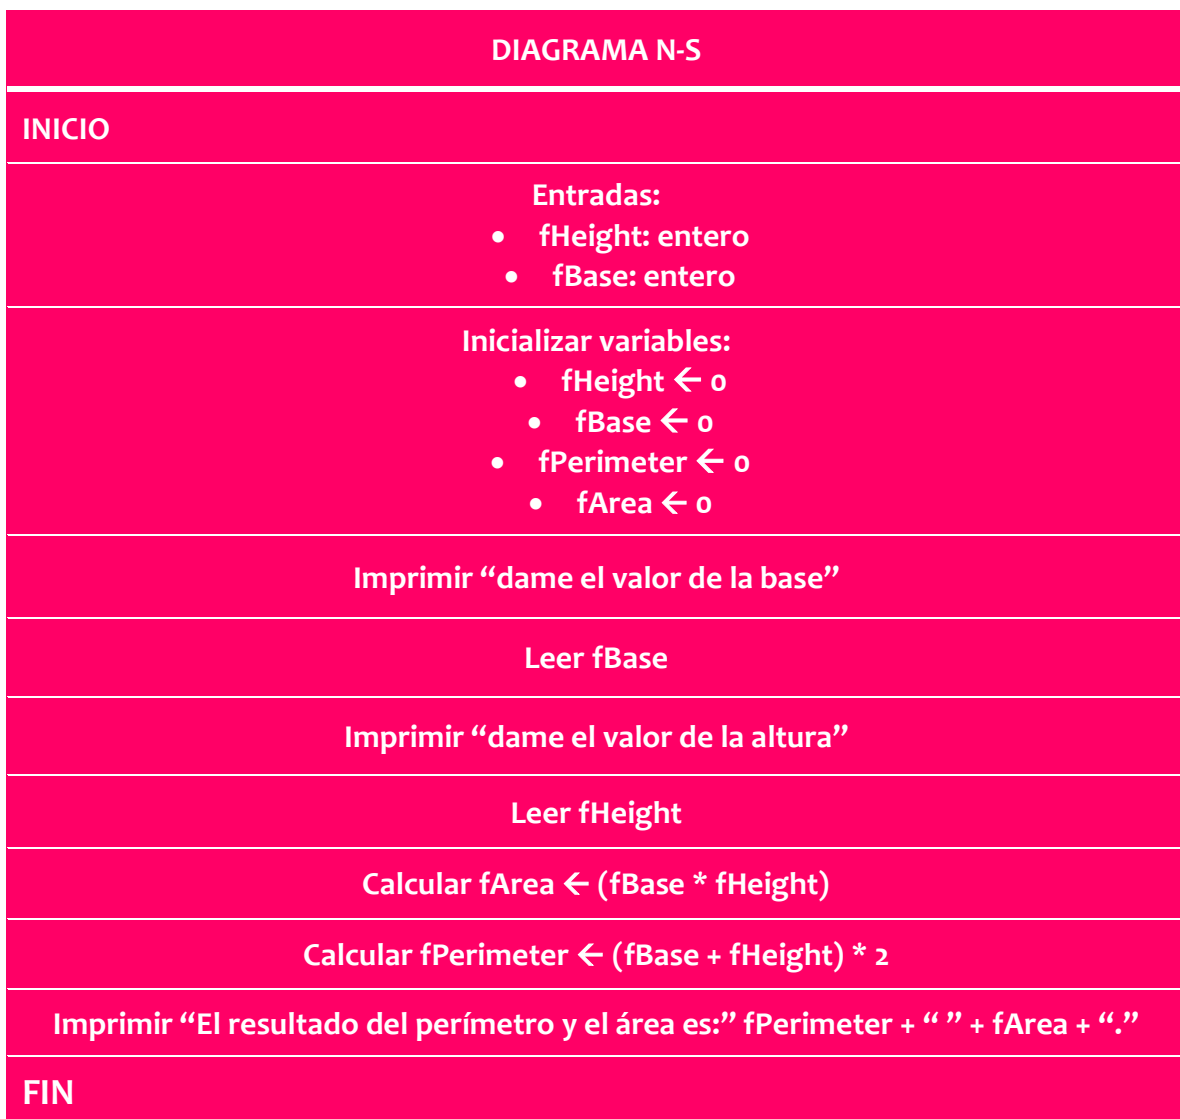 DIAGRAMA N-S
INICIO
Entradas:
• fHeight: entero
• fBase: entero
Inicializar variables:
• fHeight ← 0
• fBase ← 0
• fPerimeter ← 0
• fArea ← 0
Imprimir “dame el valor de la base”
Leer fBase
Imprimir “dame el valor de la altura”
Leer fHeight
Calcular fArea ← (fBase * fHeight)
Calcular fPerimeter ← (fBase + fHeight) * 2
Imprimir “El resultado del perímetro y el área es:” fPerimeter + “ ” + fArea + “.”
FIN